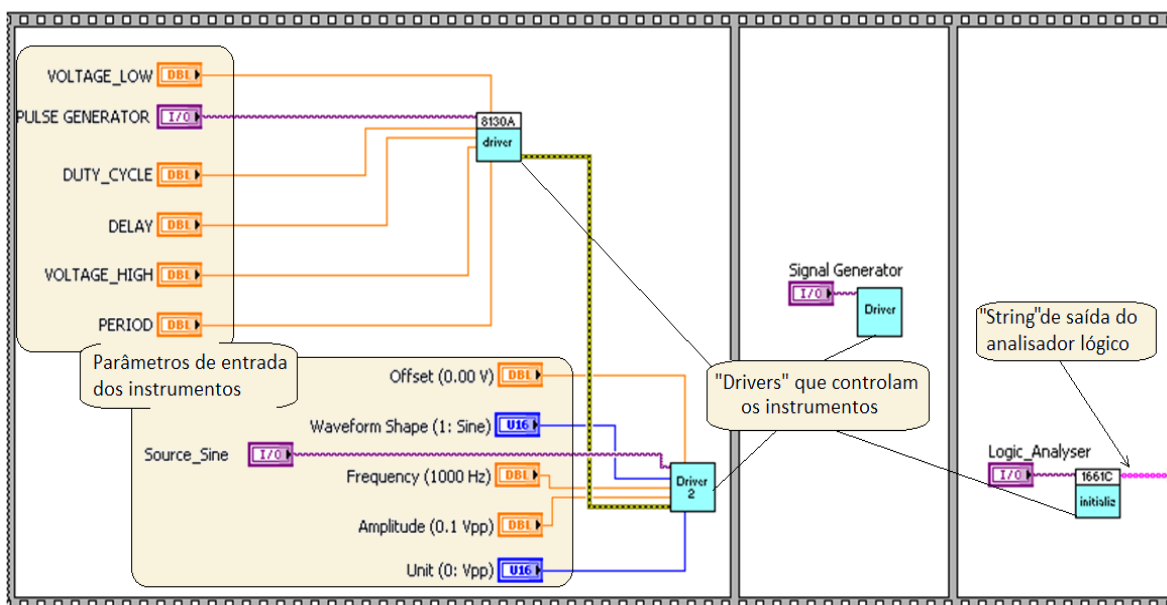 VOLTAGE_LOW
DBL
PULSE GENERATOR
I/O
8130A
driver
DUTY_CYCLE
DBL
DELAY
DBL
VOLTAGE_HIGH
DBL
PERIOD
DBL
Parâmetros de entrada
dos instrumentos
Offset (0.00 V)
DBL
Waveform Shape (1: Sine)
U16
Source_Sine
I/O
Frequency (1000 Hz)
DBL
Driver
2
Amplitude (0.1 Vpp)
DBL
Unit (0: Vpp)
U16
Signal Generator
I/O
Driver
"Drivers" que controlam
os instrumentos
"String"de saída do
analisador lógico
Logic_Analyser
I/O
1661C
initializ